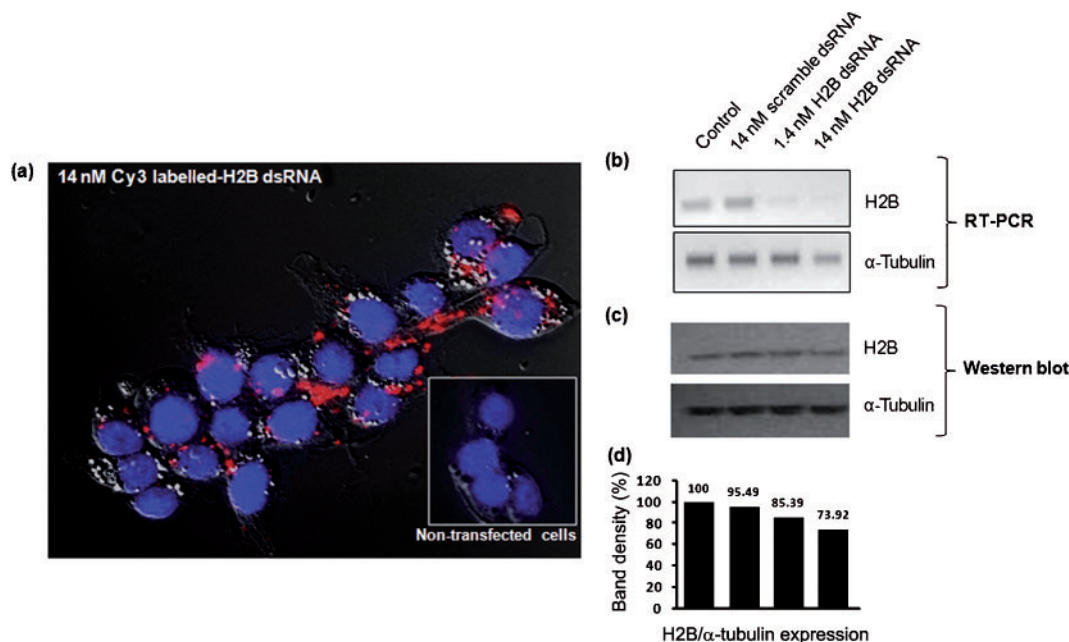 (a)
14 nM Cy3 labelled-H2B dsRNA
Non-transfected cells
Control
14 nM scramble dsRNA
1.4 nM H2B dsRNA
14 nM H2B dsRNA
(b)
H2B
α-Tubulin
RT-PCR
(c)
H2B
α-Tubulin
Western blot
(d)
Band density (%)
120
100
80
60
40
20
0
100
95.49
85.39
73.92
H2B/α-tubulin expression